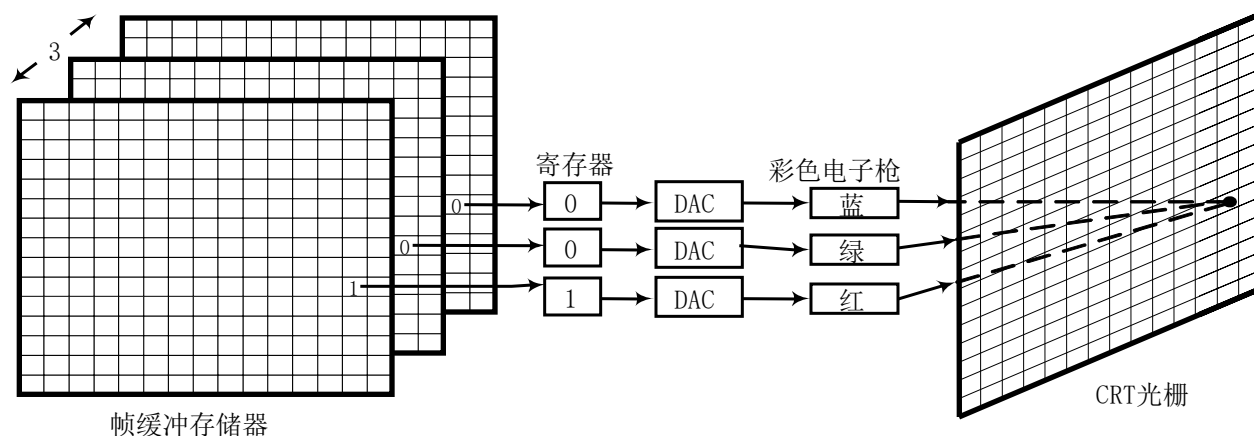 3
寄存器
彩色电子枪
0 0 DAC 蓝
0 0 DAC 绿
1 1 DAC 红
帧缓冲存储器
CRT光栅